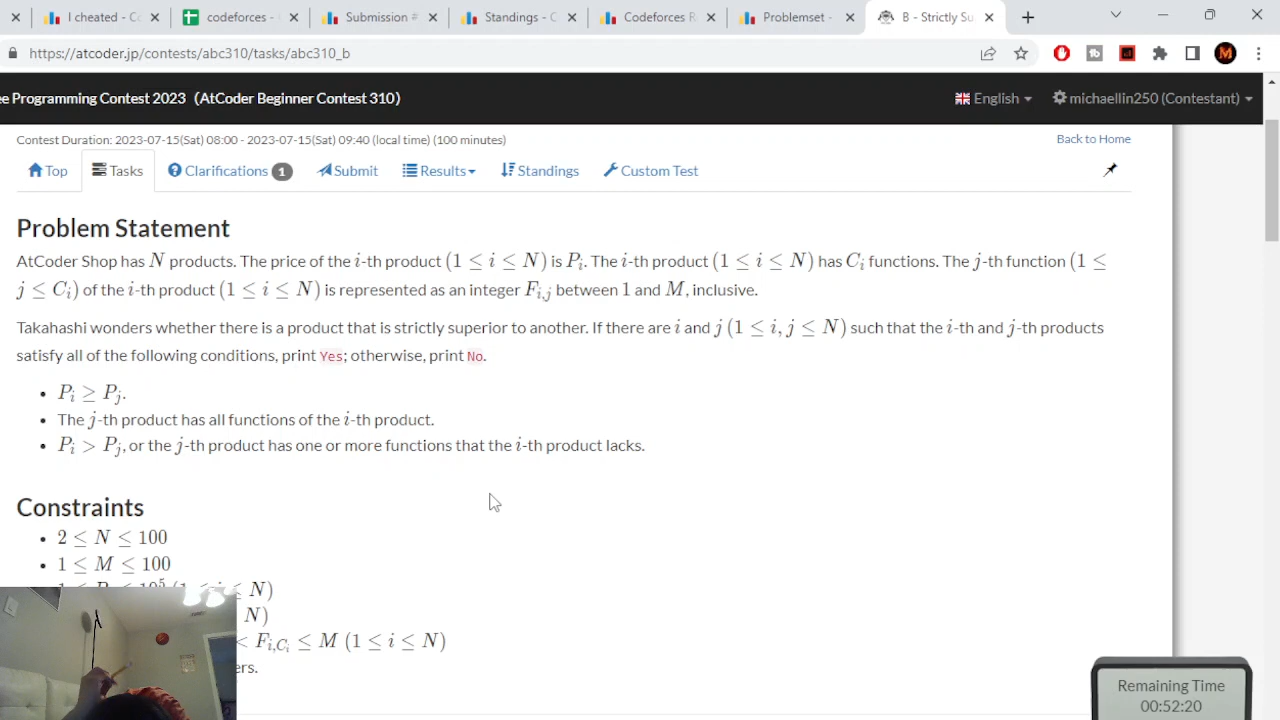 I cheated - Co
codeforces -
Submission #
Standings - C
Codeforces R
Problemset -
B - Strictly Su
https://atcoder.jp/contests/abc310/tasks/abc310_b
tb
M
e Programming Contest 2023 (AtCoder Beginner Contest 310)
English
michaellin250 (Contestant)
Contest Duration: 2023-07-15(Sat) 08:00 - 2023-07-15(Sat) 09:40 (local time) (100 minutes)
Back to Home
Top
Tasks
Clarifications 1
Submit
Results
Standings
Custom Test
Problem Statement
AtCoder Shop has N products. The price of the i-th product (1 ≤ i ≤ N) is P_i. The i-th product (1 ≤ i ≤ N) has C_i functions. The j-th function (1 ≤
j ≤ C_i) of the i-th product (1 ≤ i ≤ N) is represented as an integer F_{i,j} between 1 and M, inclusive.
Takahashi wonders whether there is a product that is strictly superior to another. If there are i and j (1 ≤ i, j ≤ N) such that the i-th and j-th products
satisfy all of the following conditions, print Yes; otherwise, print No.
• P_i ≥ P_j.
• The j-th product has all functions of the i-th product.
• P_i > P_j, or the j-th product has one or more functions that the i-th product lacks.
Constraints
• 2 ≤ N ≤ 100
• 1 ≤ M ≤ 100
≤ N)
N)
< F_{i,C_i} ≤ M (1 ≤ i ≤ N)
ers.
Remaining Time
00:52:20